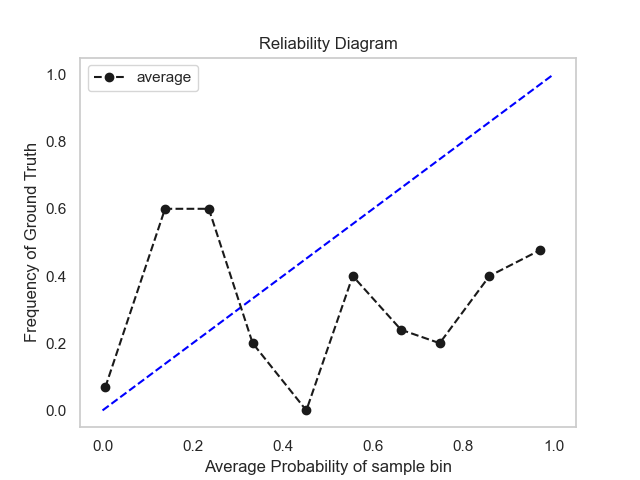 Reliability Diagram
average
Frequency of Ground Truth
1.0
0.8
0.6
0.4
0.2
0.0
0.0 0.2 0.4 0.6 0.8 1.0
Average Probability of sample bin